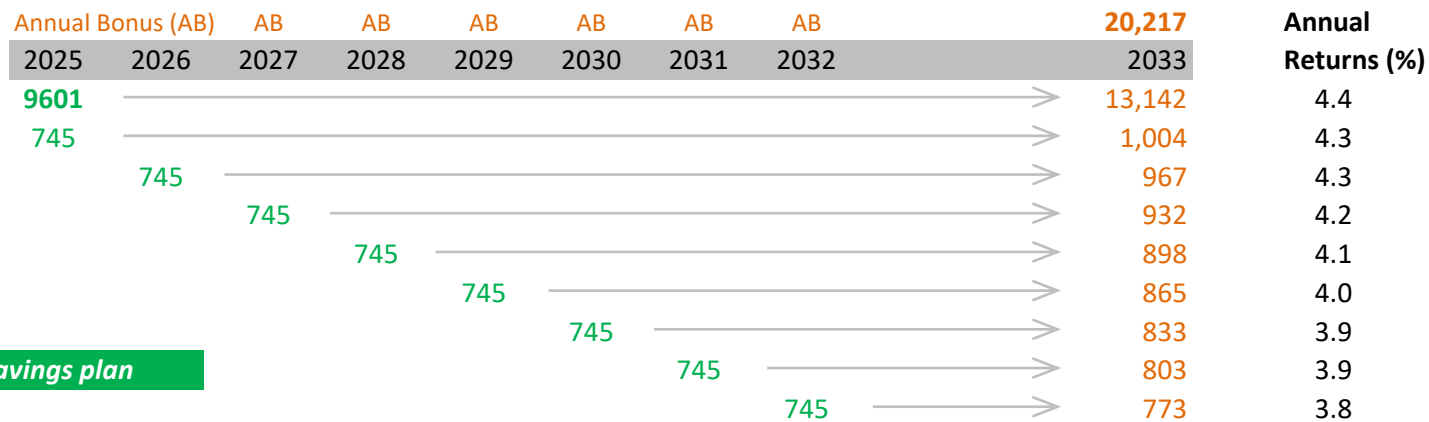 Annual Bonus (AB) AB AB AB AB AB AB 20,217 Annual
2025 2026 2027 2028 2029 2030 2031 2032 2033 Returns (%)
9601 13,142 4.4
745 1,004 4.3
745 967 4.3
745 932 4.2
745 898 4.1
745 865 4.0
745 833 3.9
avings plan 745 803 3.9
745 773 3.8